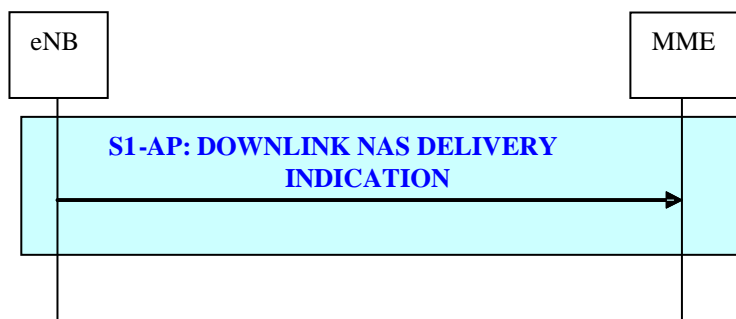 eNB
MME
S1-AP: DOWNLINK NAS DELIVERY
INDICATION